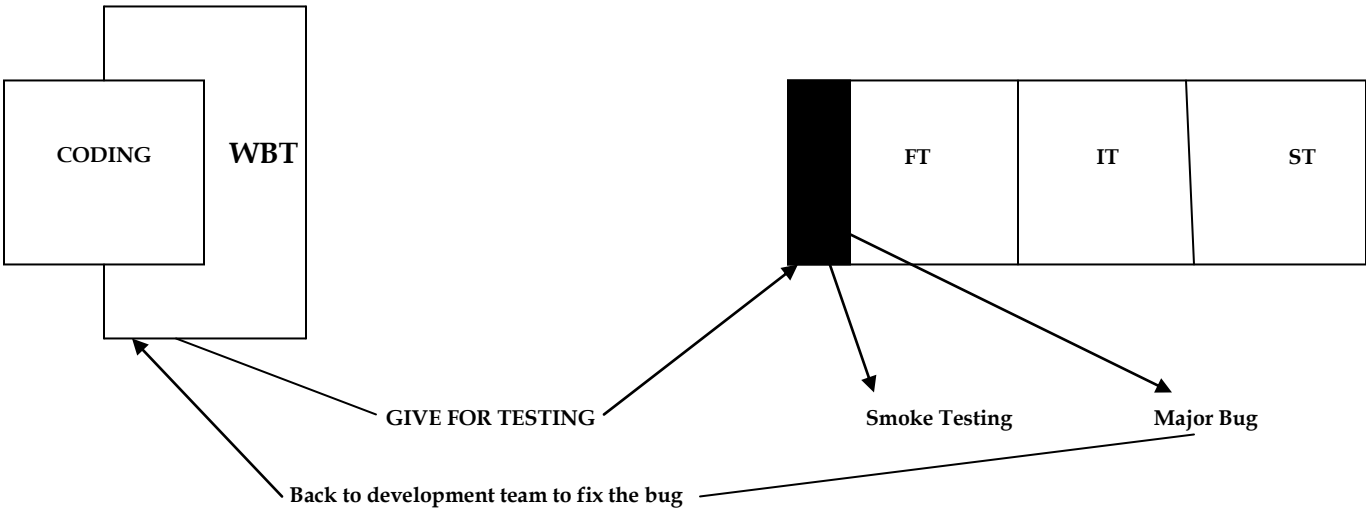 CODING
WBT
FT
IT
ST
GIVE FOR TESTING
Smoke Testing
Major Bug
Back to development team to fix the bug